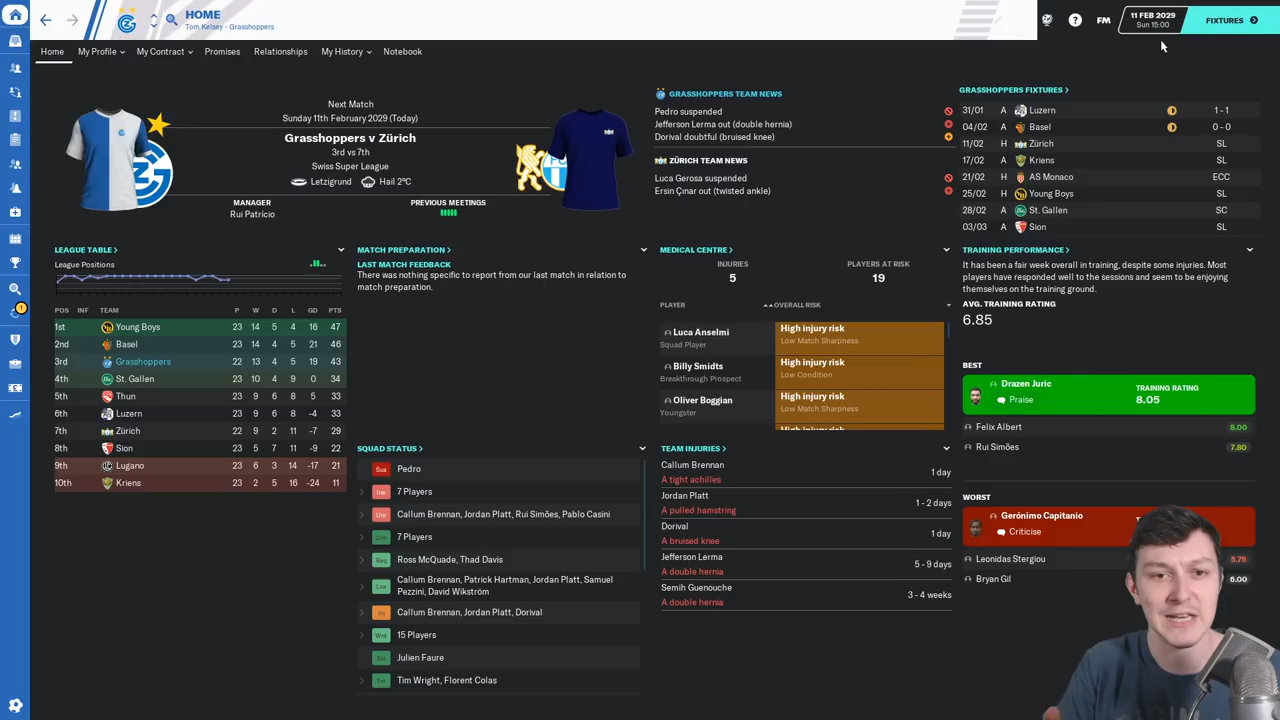 HOME
Tom Kelsey - Grasshoppers
FM
11 FEB 2029
Sun 15:00
FIXTURES
Home
My Profile
My Contract
Promises
Relationships
My History
Notebook
Next Match
Sunday 11th February 2029 (Today)
Grasshoppers v Zürich
3rd vs 7th
Swiss Super League
Letzigrund
Hail 2ºC
MANAGER
Rui Patrício
PREVIOUS MEETINGS
GRASSHOPPERS TEAM NEWS
Pedro suspended
Jefferson Lerma out (double hernia)
Dorival doubtful (bruised knee)
ZÜRICH TEAM NEWS
Luca Gerosa suspended
Ersin Çınar out (twisted ankle)
GRASSHOPPERS FIXTURES
31/01 A Luzern 1 - 1
04/02 A Basel 0 - 0
11/02 H Zürich SL
17/02 A Kriens SL
21/02 H AS Monaco ECC
25/02 H Young Boys SL
28/02 A St. Gallen SC
03/03 A Sion SL
LEAGUE TABLE
League Positions
POS INF TEAM P W D L GD PTS
1st Young Boys 23 14 5 4 16 47
2nd Basel 23 14 4 5 21 46
3rd Grasshoppers 22 13 4 5 19 43
4th St. Gallen 23 10 4 9 0 34
5th Thun 23 9 6 8 5 33
6th Luzern 23 9 6 8 -4 33
7th Zürich 22 9 2 11 -7 29
8th Sion 23 5 7 11 -9 22
9th Lugano 23 6 3 14 -17 21
10th Kriens 23 2 5 16 -24 11
MATCH PREPARATION
LAST MATCH FEEDBACK
There was nothing specific to report from our last match in relation to
match preparation.
SQUAD STATUS
Sus Pedro
7 Players
Callum Brennan, Jordan Platt, Rui Simões, Pablo Casini
7 Players
Ross McQuade, Thad Davis
Callum Brennan, Patrick Hartman, Jordan Platt, Samuel
Pezzini, David Wikström
Callum Brennan, Jordan Platt, Dorival
Wnt 15 Players
Julien Faure
Tim Wright, Florent Colas
MEDICAL CENTRE
INJURIES
5
PLAYERS AT RISK
19
PLAYER
OVERALL RISK
Luca Anselmi
Squad Player
High injury risk
Low Match Sharpness
Billy Smidts
Breakthrough Prospect
High injury risk
Low Condition
Oliver Boggian
Youngster
High injury risk
Low Match Sharpness
TEAM INJURIES
Callum Brennan
A tight achilles
1 day
Jordan Platt
A pulled hamstring
1 - 2 days
Dorival
A bruised knee
1 day
Jefferson Lerma
A double hernia
5 - 9 days
Semih Guenouche
A double hernia
3 - 4 weeks
TRAINING PERFORMANCE
It has been a fair week overall in training, despite some injuries. Most
players have responded well to the sessions and seem to be enjoying
themselves on the training ground.
AVG. TRAINING RATING
6.85
BEST
Drazen Juric
Praise
TRAINING RATING
8.05
Felix Albert 8.00
Rui Simões 7.80
WORST
Gerónimo Capitanio
Criticise
Leonidas Stergiou 5.75
Bryan Gil 6.00
1